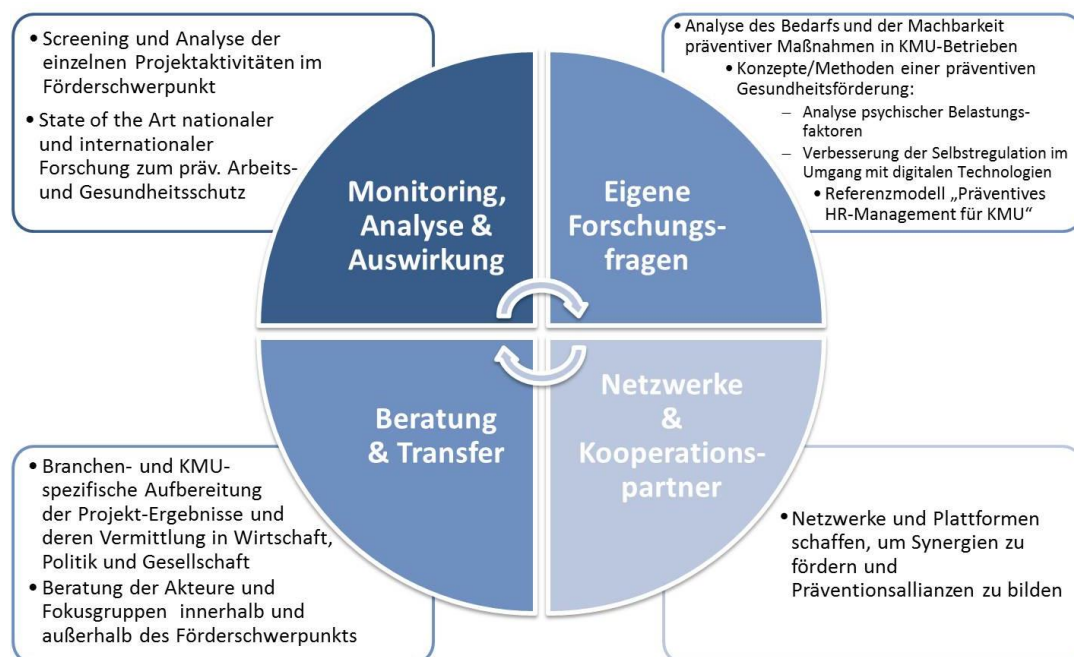 • Screening und Analyse der
einzelnen Projektaktivitäten im
Förderschwerpunkt
• State of the Art nationaler
und internationaler
Forschung zum präv. Arbeits-
und Gesundheitsschutz
• Analyse des Bedarfs und der Machbarkeit
präventiver Maßnahmen in KMU-Betrieben
• Konzepte/Methoden einer präventiven
Gesundheitsförderung:
– Analyse psychischer Belastungs-
faktoren
– Verbesserung der Selbstregulation im
Umgang mit digitalen Technologien
• Referenzmodell „Präventives
HR-Management für KMU“
Monitoring,
Analyse &
Auswirkung
Eigene
Forschungs-
fragen
Beratung
& Transfer
Netzwerke
&
Kooperations-
partner
• Branchen- und KMU-
spezifische Aufbereitung
der Projekt-Ergebnisse und
deren Vermittlung in Wirtschaft,
Politik und Gesellschaft
• Beratung der Akteure und
Fokusgruppen innerhalb und
außerhalb des Förderschwerpunkts
• Netzwerke und Plattformen
schaffen, um Synergien zu
fördern und
Präventionsallianzen zu bilden